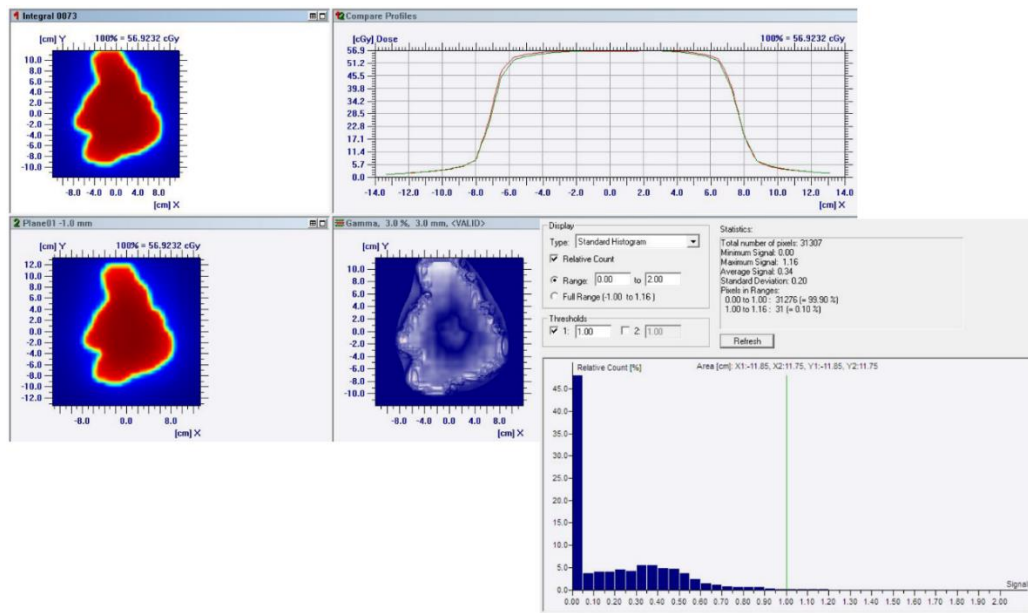 1 Integral 0073
[cm] Y 100% = 56.9232 cGy
10.0
8.0
6.0
4.0
2.0
0.0
-2.0
-4.0
-6.0
-8.0
-10.0
-8.0 -4.0 0.0 4.0 8.0
[cm] X
12 Compare Profiles
[cGy] Dose 100% = 56.9232 cGy
56.9
51.2
45.5
39.8
34.2
28.5
22.8
17.1
11.4
5.7
0.0
-14.0 -12.0 -10.0 -8.0 -6.0 -4.0 -2.0 0.0 2.0 4.0 6.0 8.0 10.0 12.0 14.0
[cm] X
2 Plane01 -1.0 mm
[cm] Y 100% = 56.9232 cGy
12.0
10.0
8.0
6.0
4.0
2.0
0.0
-2.0
-4.0
-6.0
-8.0
-10.0
-12.0
-8.0 0.0 8.0
[cm] X
Gamma, 3.0 %, 3.0 mm, <VALID>
[cm] Y
12.0
10.0
8.0
6.0
4.0
2.0
0.0
-2.0
-4.0
-6.0
-8.0
-10.0
-8.0 -4.0 0.0 4.0 8.0
[cm] X
Display
Type: Standard Histogram
Relative Count
Range: 0.00 to 2.00
Full Range (-1.00 to 1.16 )
Thresholds
1: 1.00 2: 1.00
Statistics:
Total number of pixels: 31307
Minimum Signal: 0.00
Maximum Signal: 1.16
Average Signal: 0.34
Standard Deviation: 0.20
Pixels in Ranges:
0.00 to 1.00 : 31276 (= 99.90 %)
1.00 to 1.16 : 31 (= 0.10 %)
Refresh
Relative Count [%] Area [cm]: X1:-11.85, X2:11.75, Y1:-11.85, Y2:11.75
45.0
40.0
35.0
30.0
25.0
20.0
15.0
10.0
5.0
0.0
Signal
0.00 0.10 0.20 0.30 0.40 0.50 0.60 0.70 0.80 0.90 1.00 1.10 1.20 1.30 1.40 1.50 1.60 1.70 1.80 1.90 2.00